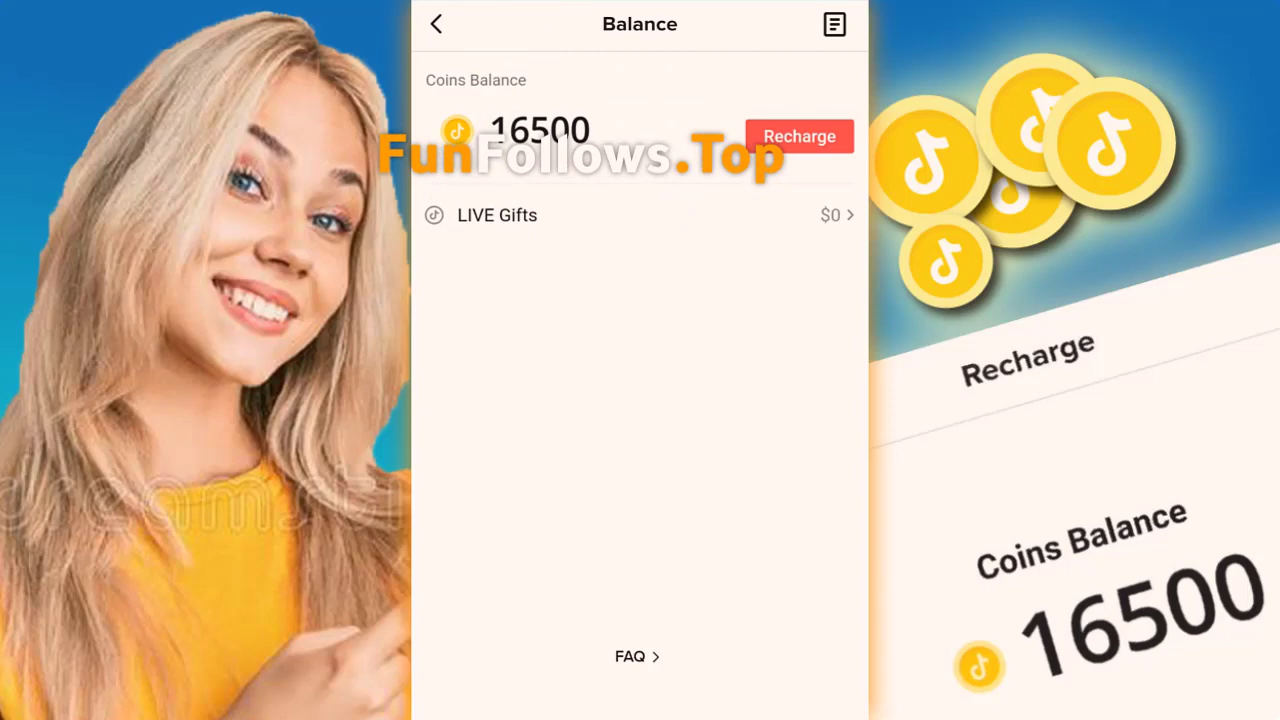 Balance
Coins Balance
16500
Recharge
FunFollows.Top
LIVE Gifts
$0
FAQ
Recharge
Coins Balance
16500